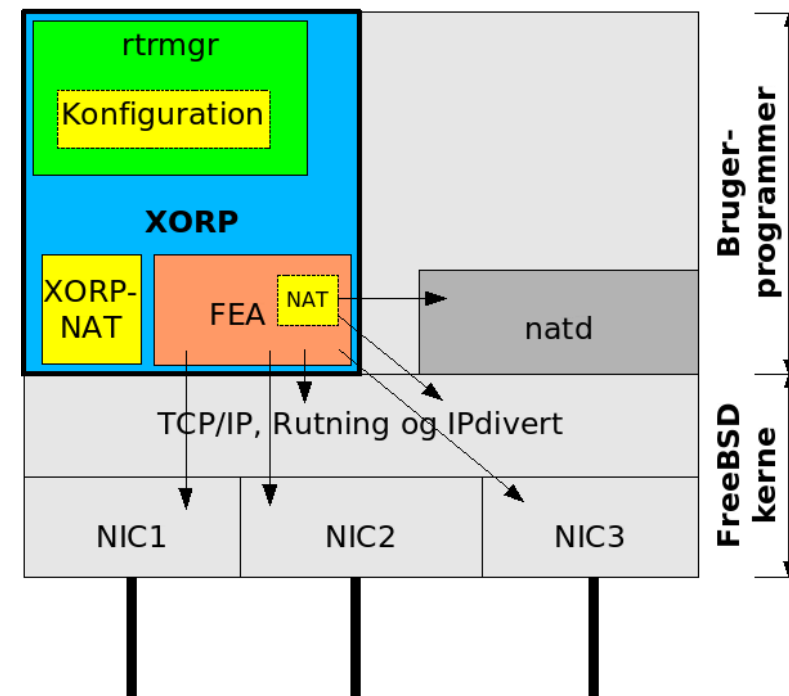 rtrmgr
Konfiguration
XORP
XORP-
NAT
FEA
NAT
natd
TCP/IP, Rutning og IPdivert
NIC1
NIC2
NIC3
Bruger-
programmer
FreeBSD
kerne